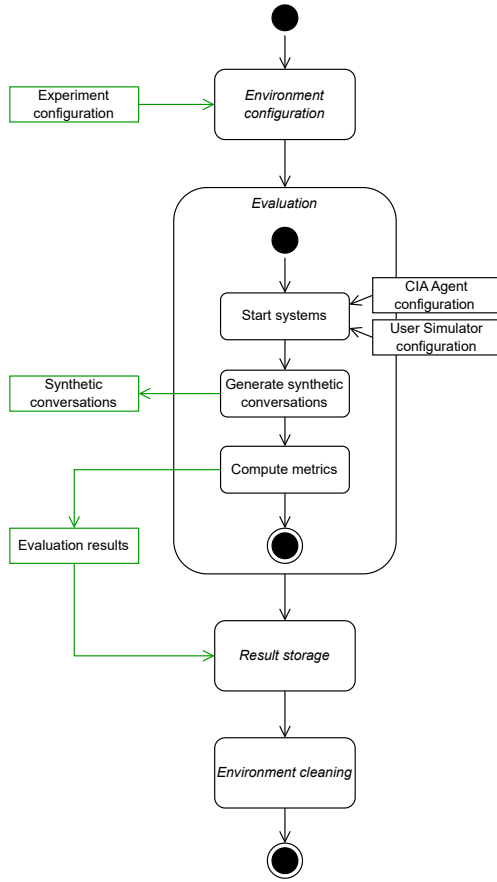 Experiment
configuration
Environment
configuration
Evaluation
Start systems
CIA Agent
configuration
User Simulator
configuration
Synthetic
conversations
Generate synthetic
conversations
Compute metrics
Evaluation results
Result storage
Environment cleaning